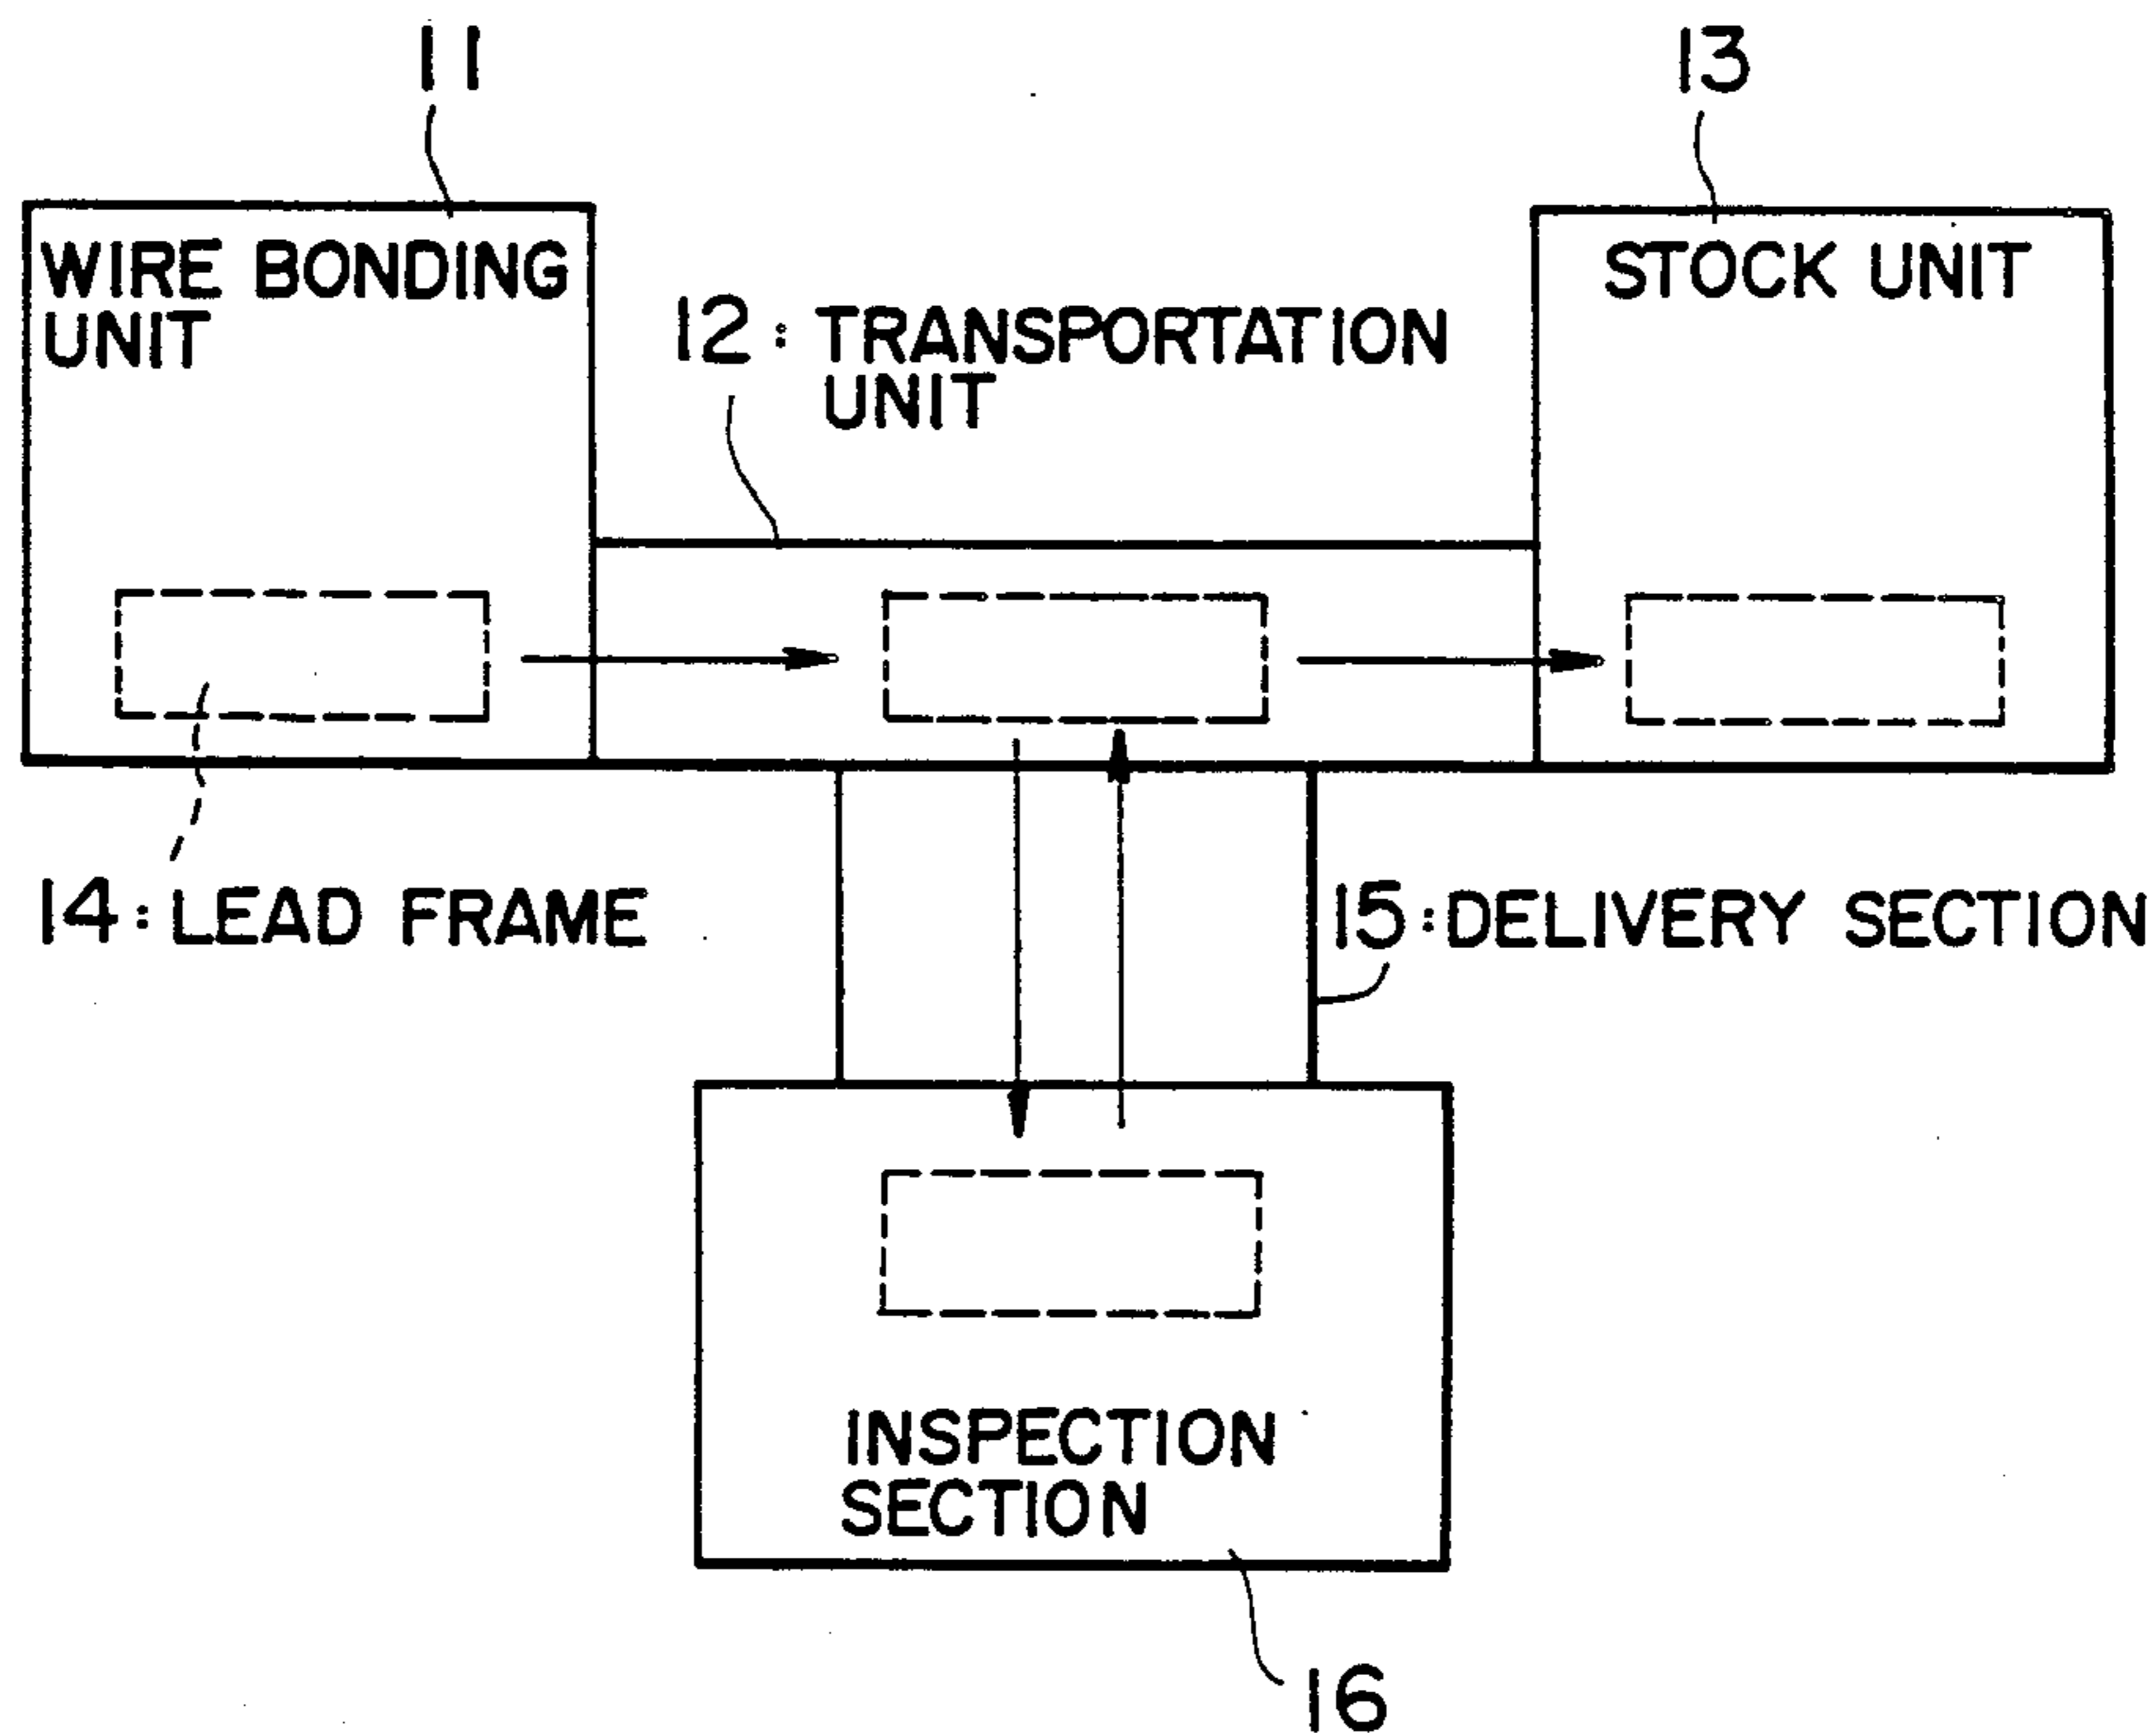 11
13
WIRE BONDING
UNIT
STOCK UNIT
12: TRANSPORTATION
UNIT
14: LEAD FRAME
15: DELIVERY SECTION
INSPECTION
SECTION
16